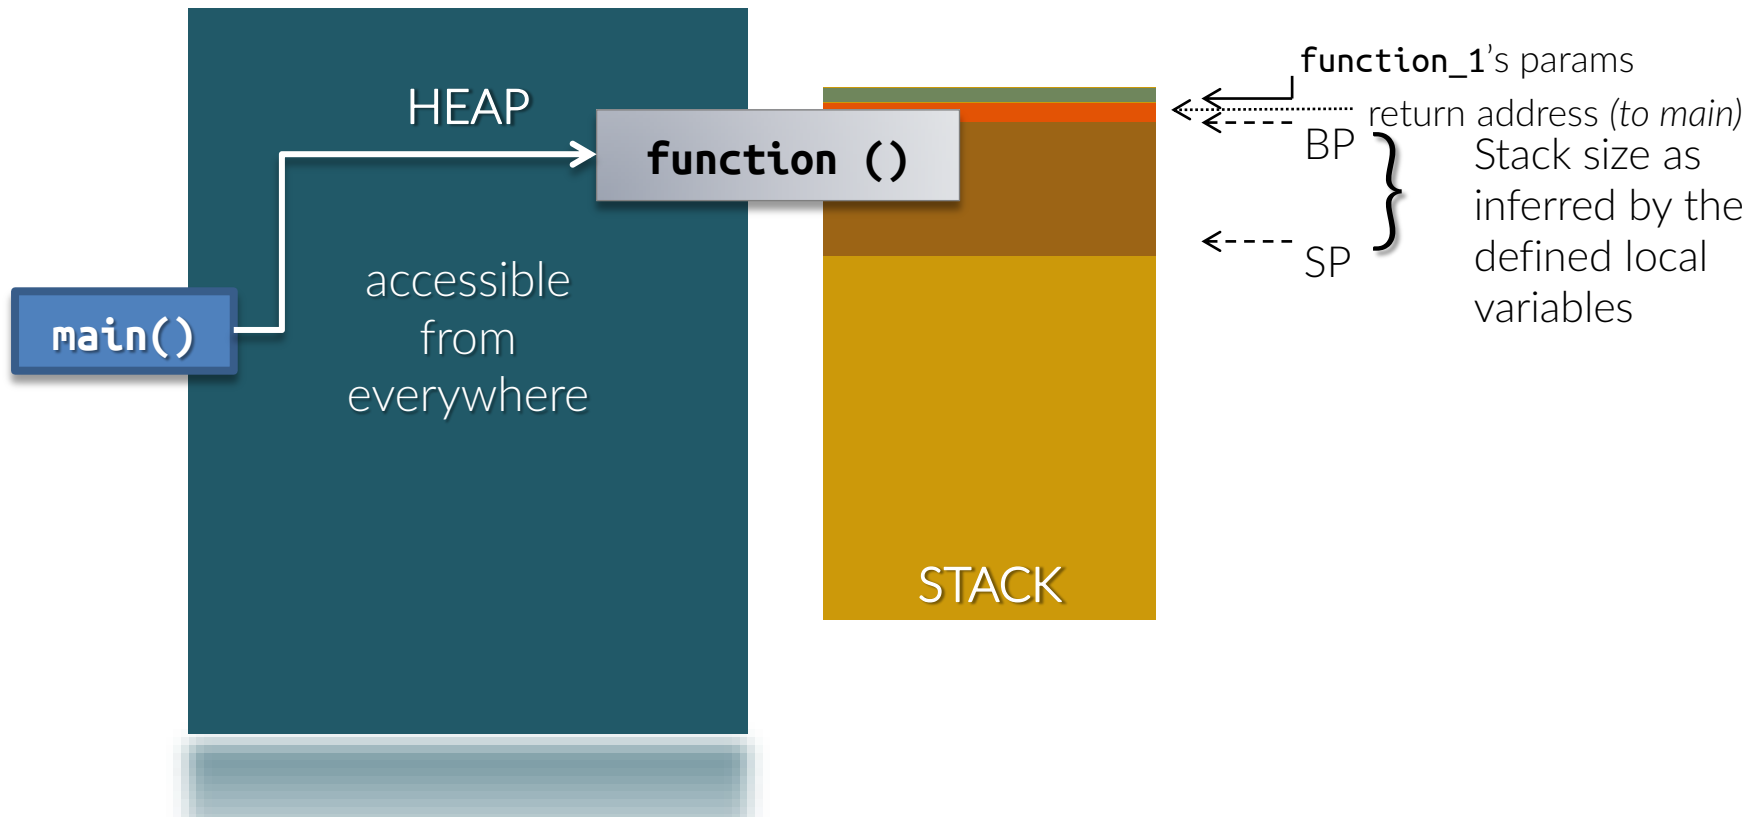 HEAP
accessible
from
everywhere
main()
function ()
STACK
function_1's params
return address (to main)
BP
SP
Stack size as
inferred by the
defined local
variables